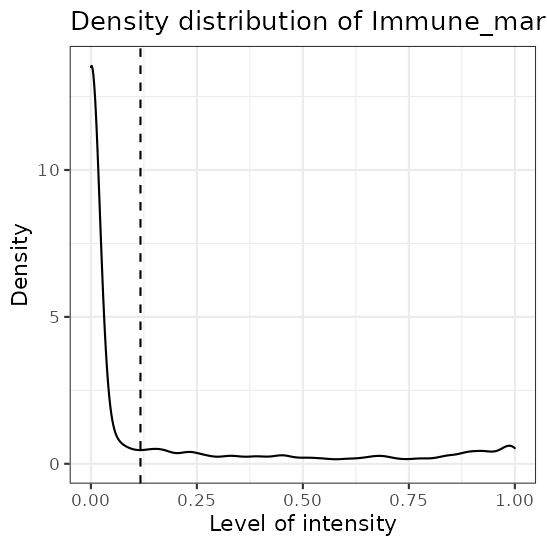 Density distribution of Immune_mar
Density
10
5
0
0.00 0.25 0.50 0.75 1.00
Level of intensity